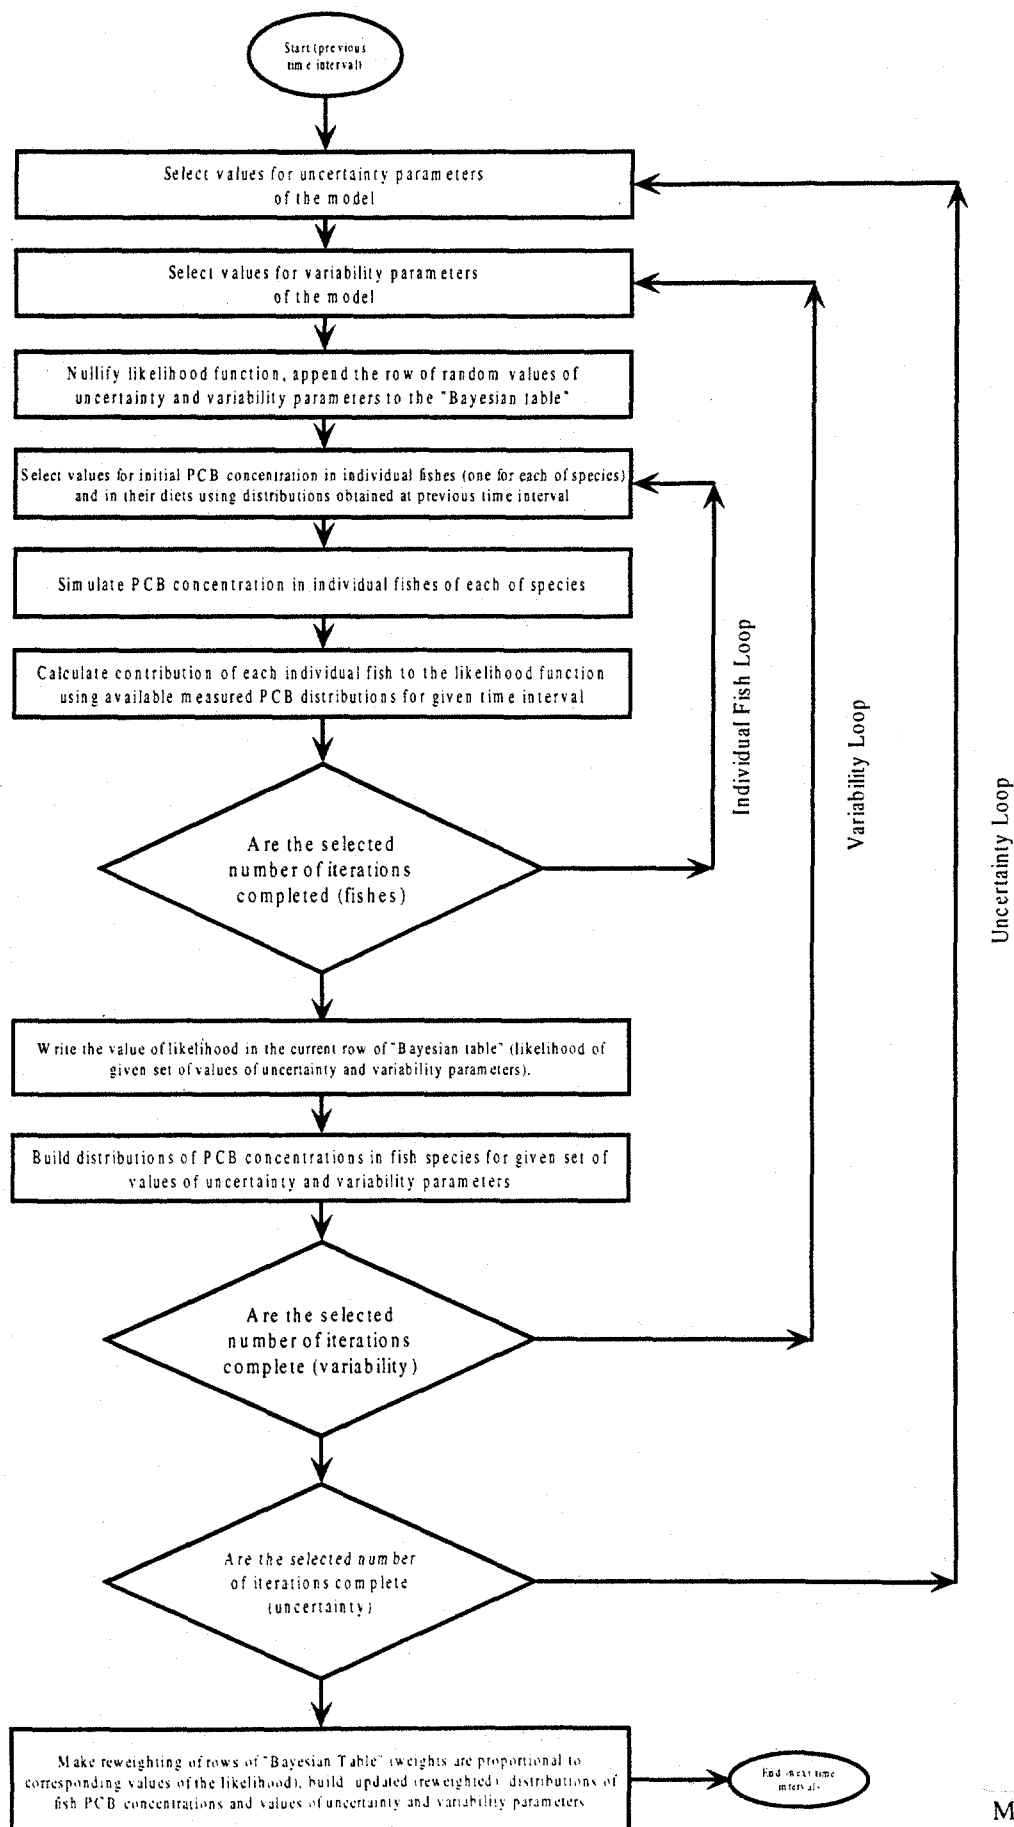 Start (previous
time interval)
Select values for uncertainty parameters
of the model
Select values for variability parameters
of the model
Nullify likelihood function, append the row of random values of
uncertainty and variability parameters to the "Bayesian table"
Select values for initial PCB concentration in individual fishes (one for each of species)
and in their diets using distributions obtained at previous time interval
Simulate PCB concentration in individual fishes of each of species
Calculate contribution of each individual fish to the likelihood function
using available measured PCB distributions for given time interval
Individual Fish Loop
Variability Loop
Uncertainty Loop
Are the selected
number of iterations
completed (fishes)
Write the value of likelihood in the current row of "Bayesian table" (likelihood of
given set of values of uncertainty and variability parameters).
Build distributions of PCB concentrations in fish species for given set of
values of uncertainty and variability parameters
Are the selected
number of iterations
complete (variability)
Are the selected number
of iterations complete
(uncertainty)
Make reweighting of rows of "Bayesian Table" (weights are proportional to
corresponding values of the likelihood), build updated (reweighted) distributions of
fish PCB concentrations and values of uncertainty and variability parameters
End (next time
interval)
M